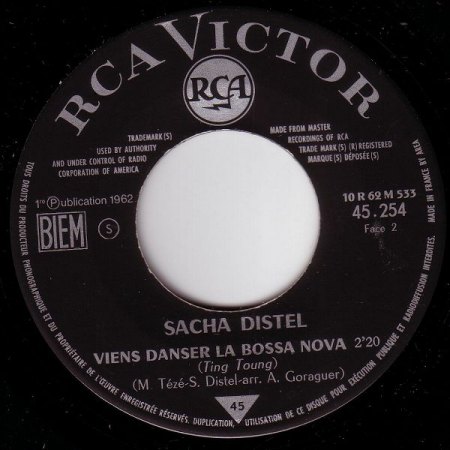 RCA VICTOR
RCA
TRADEMARK(S)
USED BY AUTHORITY
AND UNDER CONTROL OF RADIO
CORPORATION OF AMERICA
MADE FROM MASTER
RECORDINGS OF RCA
TRADE MARK(S) (R) REGISTERED
MARQUE(S) DÉPOSÉE(S)
1re Ⓟublication 1962
BIEM
S
10 R 62 M 533
45.254
Face 2
SACHA DISTEL
VIENS DANSER LA BOSSA NOVA 2'20
(Ting Toung)
(M. Tézé-S. Distel-arr. A. Goraguer)
45
TOUS DROITS DU PRODUCTEUR PHONOGRAPHIQUE ET DU PROPRIÉTAIRE DE L'ŒUVRE ENREGISTRÉE RÉSERVÉS. DUPLICATION, UTILISATION DE CE DISQUE POUR EXÉCUTION PUBLIQUE ET RADIODIFFUSION INTERDITES. MADE IN FRANCE BY AREA